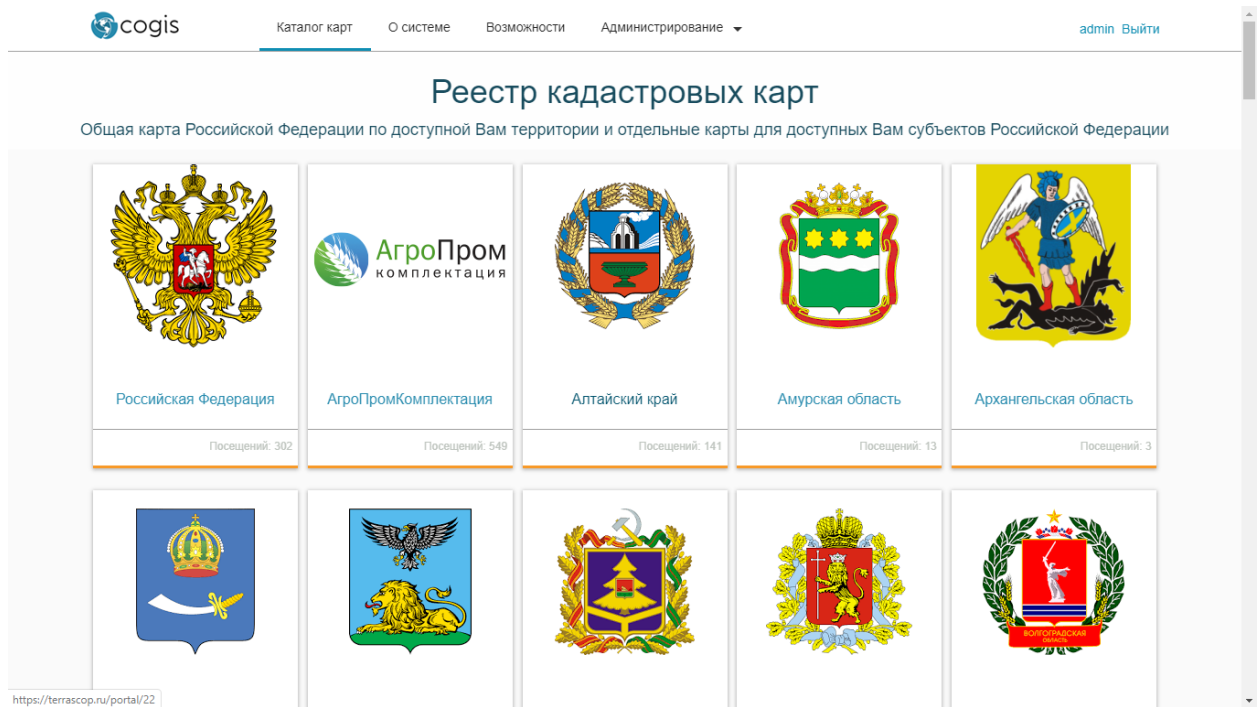 cogis
Каталог карт
О системе
Возможности
Администрирование
admin Выйти
Реестр кадастровых карт
Общая карта Российской Федерации по доступной Вам территории и отдельные карты для доступных Вам субъектов Российской Федерации
АгроПром
комплектация
Российская Федерация
АгроПромКомплектация
Алтайский край
Амурская область
Архангельская область
Посещений: 302
Посещений: 549
Посещений: 141
Посещений: 13
Посещений: 3
ВОЛГОГРАДСКАЯ
ОБЛАСТЬ
https://terrascop.ru/portal/22